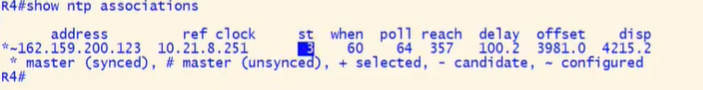 R4#show ntp associations
address ref clock st when poll reach delay offset disp
*~162.159.200.123 10.21.8.251 3 60 64 357 100.2 3981.0 4215.2
* master (synced), # master (unsynced), + selected, - candidate, ~ configured
R4#